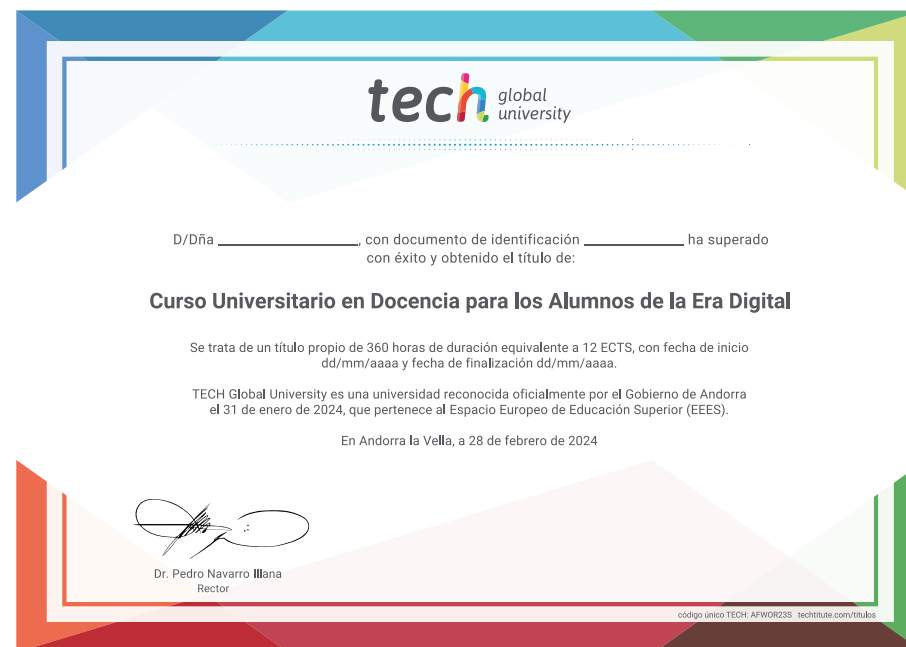 tech global university
D/Dña ____________, con documento de identificación ____________ ha superado
con éxito y obtenido el título de:
Curso Universitario en Docencia para los Alumnos de la Era Digital
Se trata de un título propio de 360 horas de duración equivalente a 12 ECTS, con fecha de inicio
dd/mm/aaaa y fecha de finalización dd/mm/aaaa.
TECH Global University es una universidad reconocida oficialmente por el Gobierno de Andorra
el 31 de enero de 2024, que pertenece al Espacio Europeo de Educación Superior (EEES).
En Andorra la Vella, a 28 de febrero de 2024
Dr. Pedro Navarro Illana
Rector
código único TECH: AFWOR23S techtitute.com/titulos